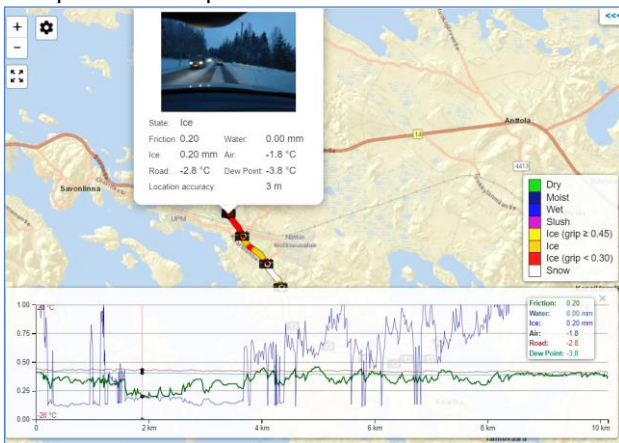 +
−
<<<
State: Ice
Friction: 0.20 Water: 0.00 mm
Ice: 0.20 mm Air: -1.8 °C
Road: -2.8 °C Dew Point: -3.8 °C
Location accuracy: 3 m
Anttola
14
4413
Savonlinna
UPM
Dry
Moist
Wet
Slush
Ice (grip ≥ 0.45)
Ice
Ice (grip < 0.30)
Snow
1.00
0.75
0.50
0.25
0.00
-28 °C
Friction: 0.20
Water: 0.00 mm
Ice: 0.20 mm
Air: -1.8
Road: -2.8
Dew Point: -3.8
×
0 2 km 4 km 6 km 8 km 10 km